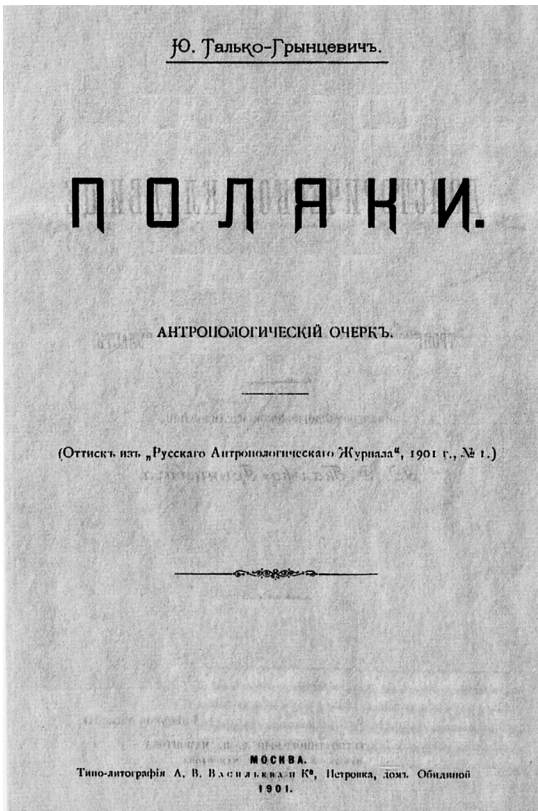 Ю. Талько-Грынцевичъ.
ПОЛЯКИ.
АНТРОПОЛОГИЧЕСКІЙ ОЧЕРКЪ.
(Оттискъ изъ „Русскаго Антропологическаго Журнала“, 1901 г., № 1.)
МОСКВА.
Типо-литографія А. В. Васильева и Кº, Петровка, домъ Обидиной
1901.